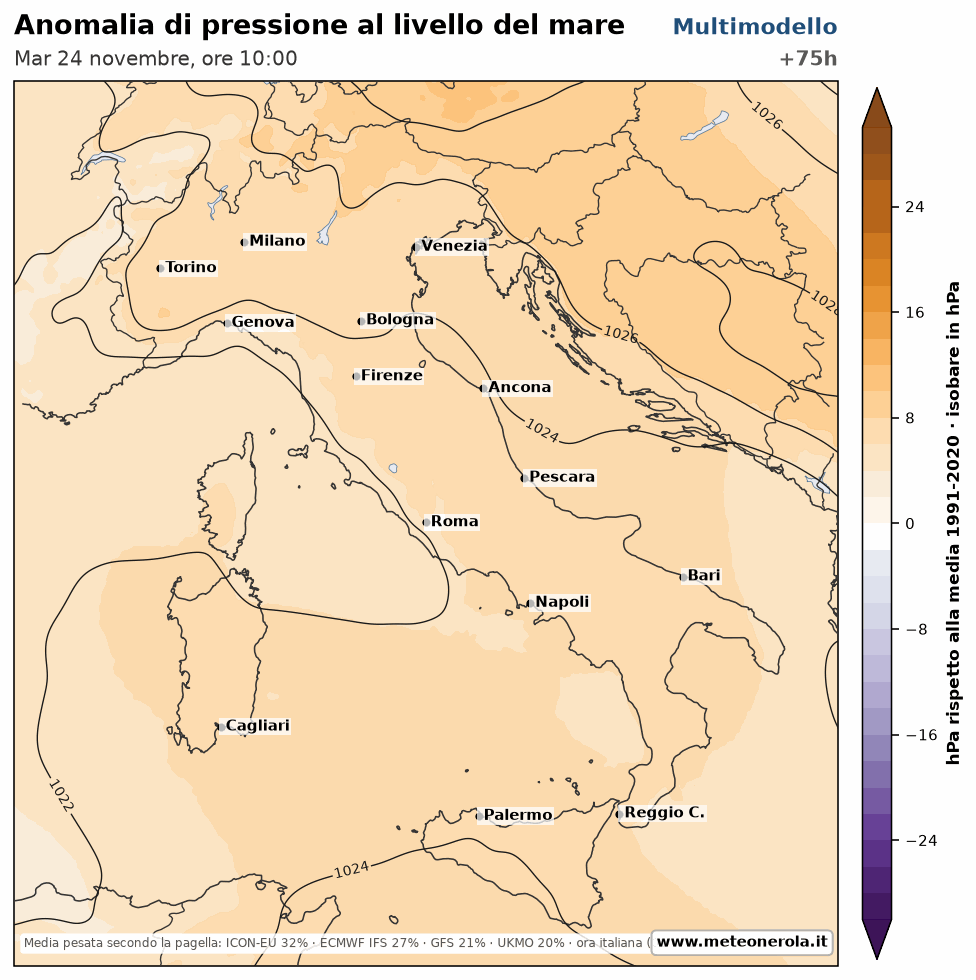 Anomalia di pressione al livello del mare
Multimodello
Mar 24 novembre, ore 10:00
+75h
1026
Milano
Venezia
Torino
1026
Genova
Bologna
1026
Firenze
Ancona
1024
Pescara
Roma
Bari
Napoli
Cagliari
1022
Palermo
Reggio C.
1024
Media pesata secondo la pagella: ICON-EU 32% · ECMWF IFS 27% · GFS 21% · UKMO 20% · ora italiana (
www.meteonerola.it
24
16
8
0
−8
−16
−24
hPa rispetto alla media 1991-2020 · isobare in hPa